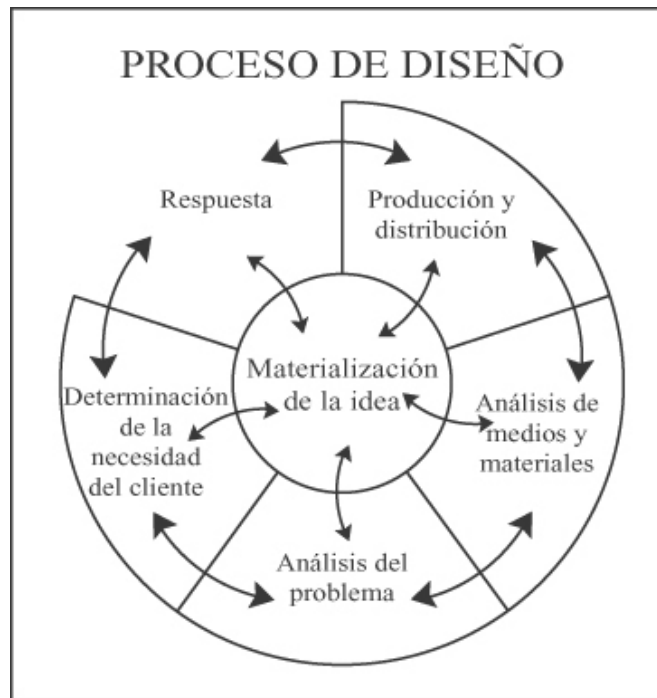 PROCESO DE DISEÑO
Respuesta
Producción y
distribución
Materialización
de la idea
Determinación
de la
necesidad
del cliente
Análisis de
medios y
materiales
Análisis del
problema